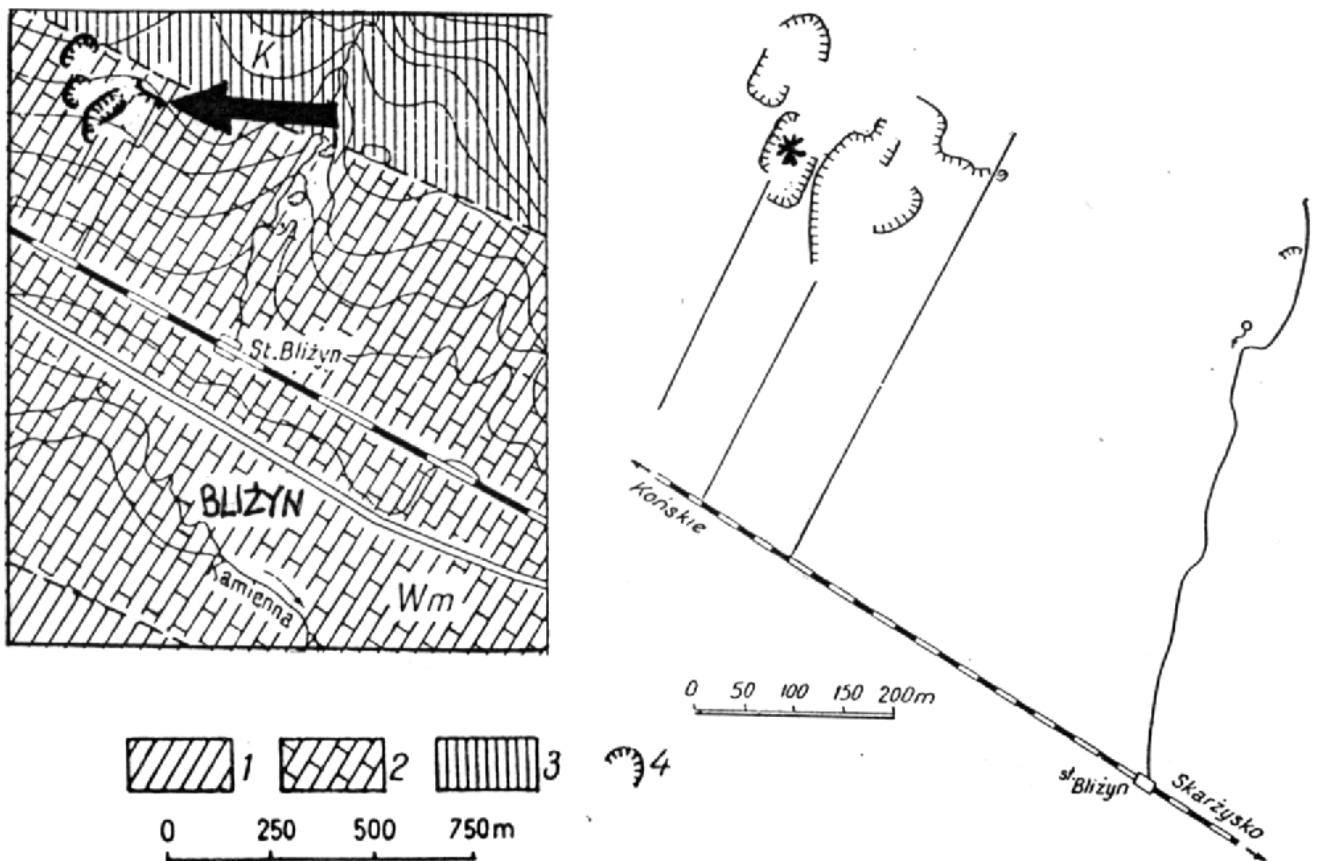 K
St. Bliżyn
BLIŻYN
Kamienna
Wm
1 2 3 4
0 250 500 750m
Końskie
0 50 100 150 200m
st. Bliżyn
Skarżysko